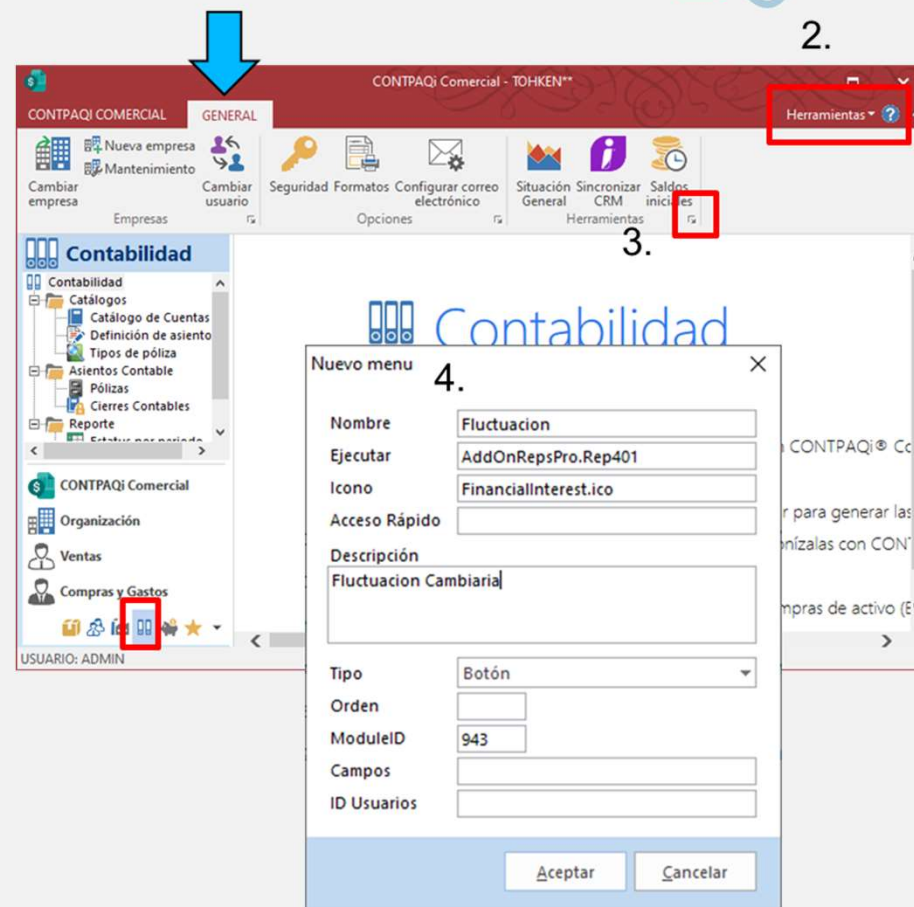 2.
CONTPAQi Comercial - TOHKEN**
CONTPAQI COMERCIAL
GENERAL
Herramientas
Nueva empresa
Mantenimiento
Cambiar empresa
Cambiar usuario
Seguridad
Formatos
Configurar correo electrónico
Situación General
Sincronizar CRM
Saldos iniciales
Empresas
Opciones
Herramientas
3.
Contabilidad
Contabilidad
Catálogos
Catálogo de Cuentas
Definición de asiento
Tipos de póliza
Asientos Contable
Pólizas
Cierres Contables
Reporte
Estatus por periodo
CONTPAQi Comercial
Organización
Ventas
Compras y Gastos
USUARIO: ADMIN
Contabilidad
CONTPAQi® Co
r para generar las
onízalas con CONT
mpras de activo (E
Nuevo menu
4.
Nombre Fluctuacion
Ejecutar AddOnRepsPro.Rep401
Icono FinancialInterest.ico
Acceso Rápido
Descripción
Fluctuacion Cambiaria
Tipo Botón
Orden
ModuleID 943
Campos
ID Usuarios
Aceptar Cancelar